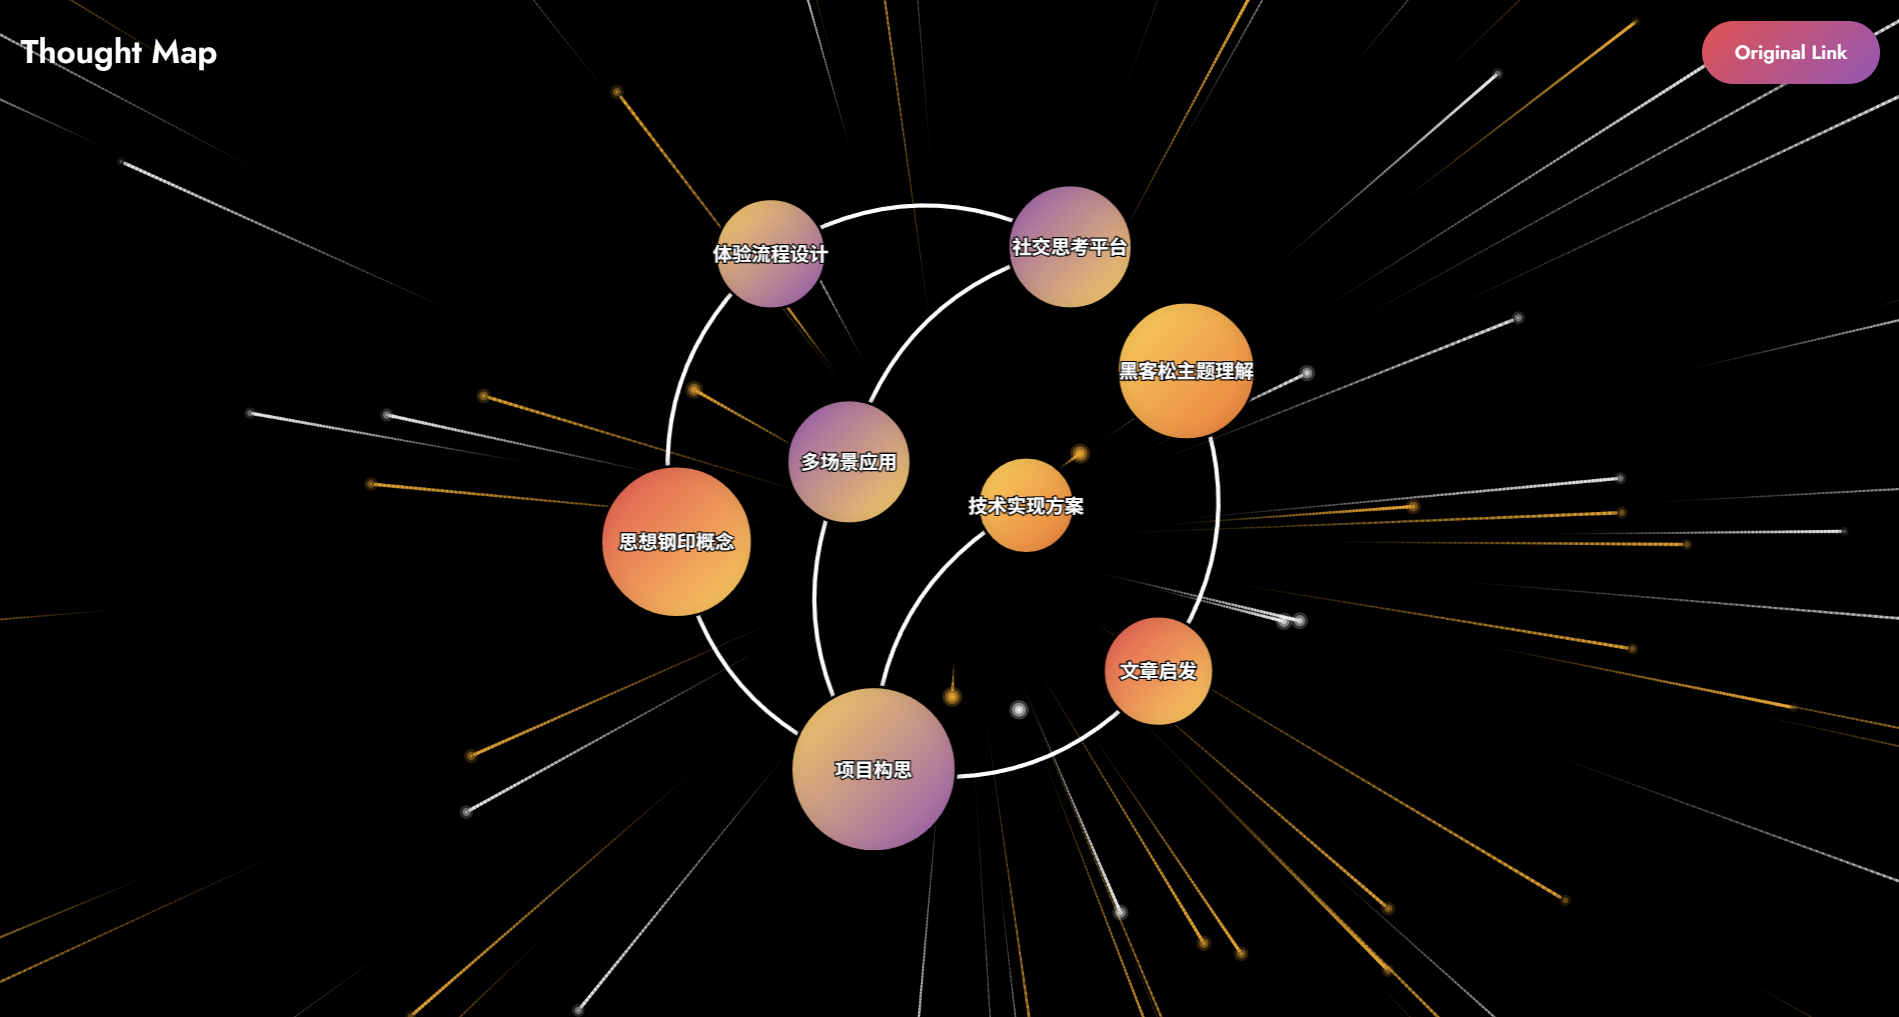 Thought Map
Original Link
体验流程设计
社交思考平台
黑客松主题理解
多场景应用
技术实现方案
思想钢印概念
文章启发
项目构思